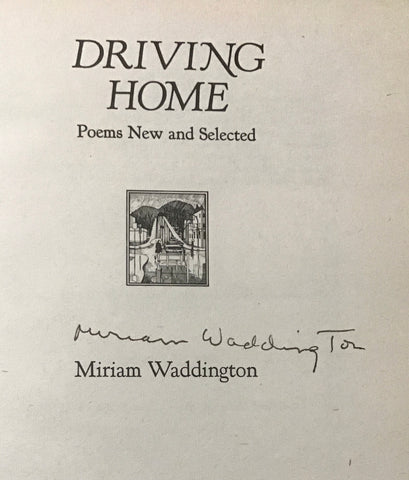 DRIVING
HOME
Poems New and Selected
Miriam Waddington
Miriam Waddington